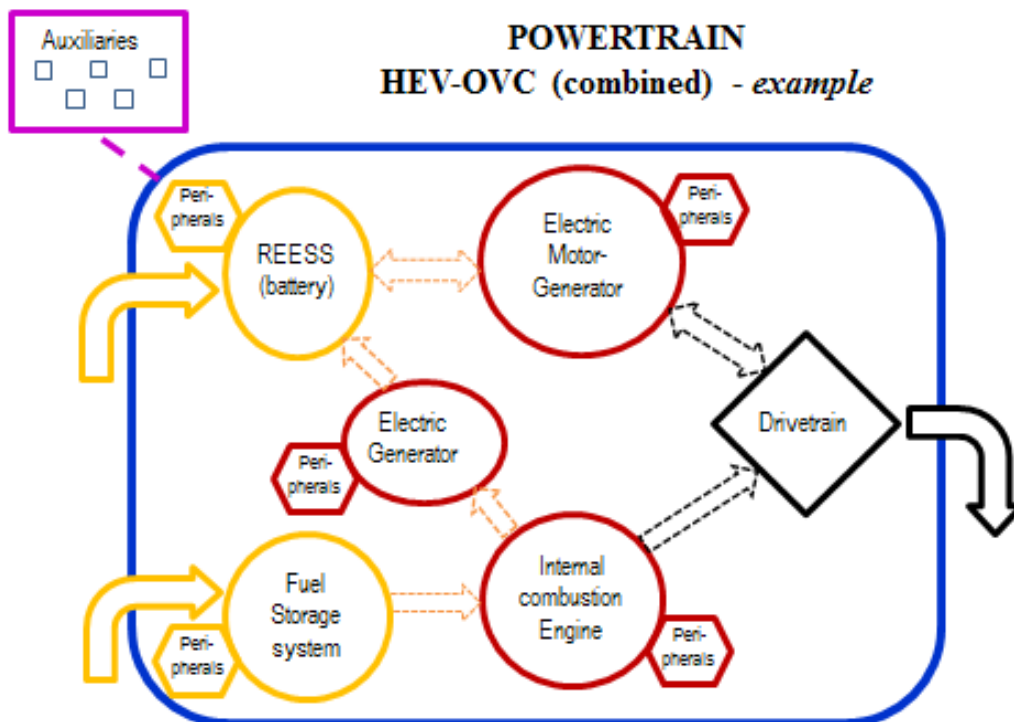 Auxiliaries
POWERTRAIN
HEV-OVC (combined) - example
Peri-
pherals
REESS
(battery)
Electric
Motor-
Generator
Peri-
pherals
Electric
Generator
Peri-
pherals
Drivetrain
Fuel
Storage
system
Peri-
pherals
Internal
combustion
Engine
Peri-
pherals